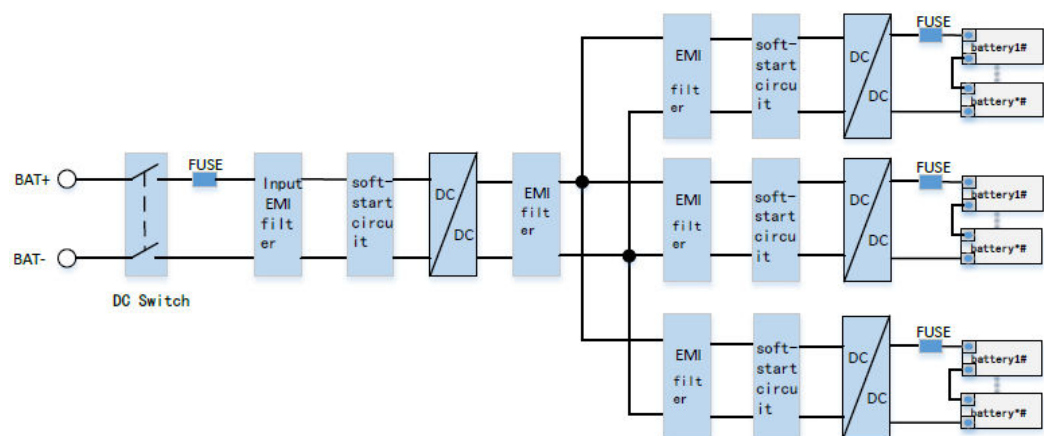 EMI
filt
er
soft-
start
circu
it
DC
DC
FUSE
battery1#
battery*#
BAT+
BAT-
DC Switch
FUSE
Input
EMI
filt
er
soft-
start
circu
it
DC
DC
EMI
filt
er
EMI
filt
er
soft-
start
circu
it
DC
DC
FUSE
battery1#
battery*#
EMI
filt
er
soft-
start
circu
it
DC
DC
FUSE
battery1#
battery*#